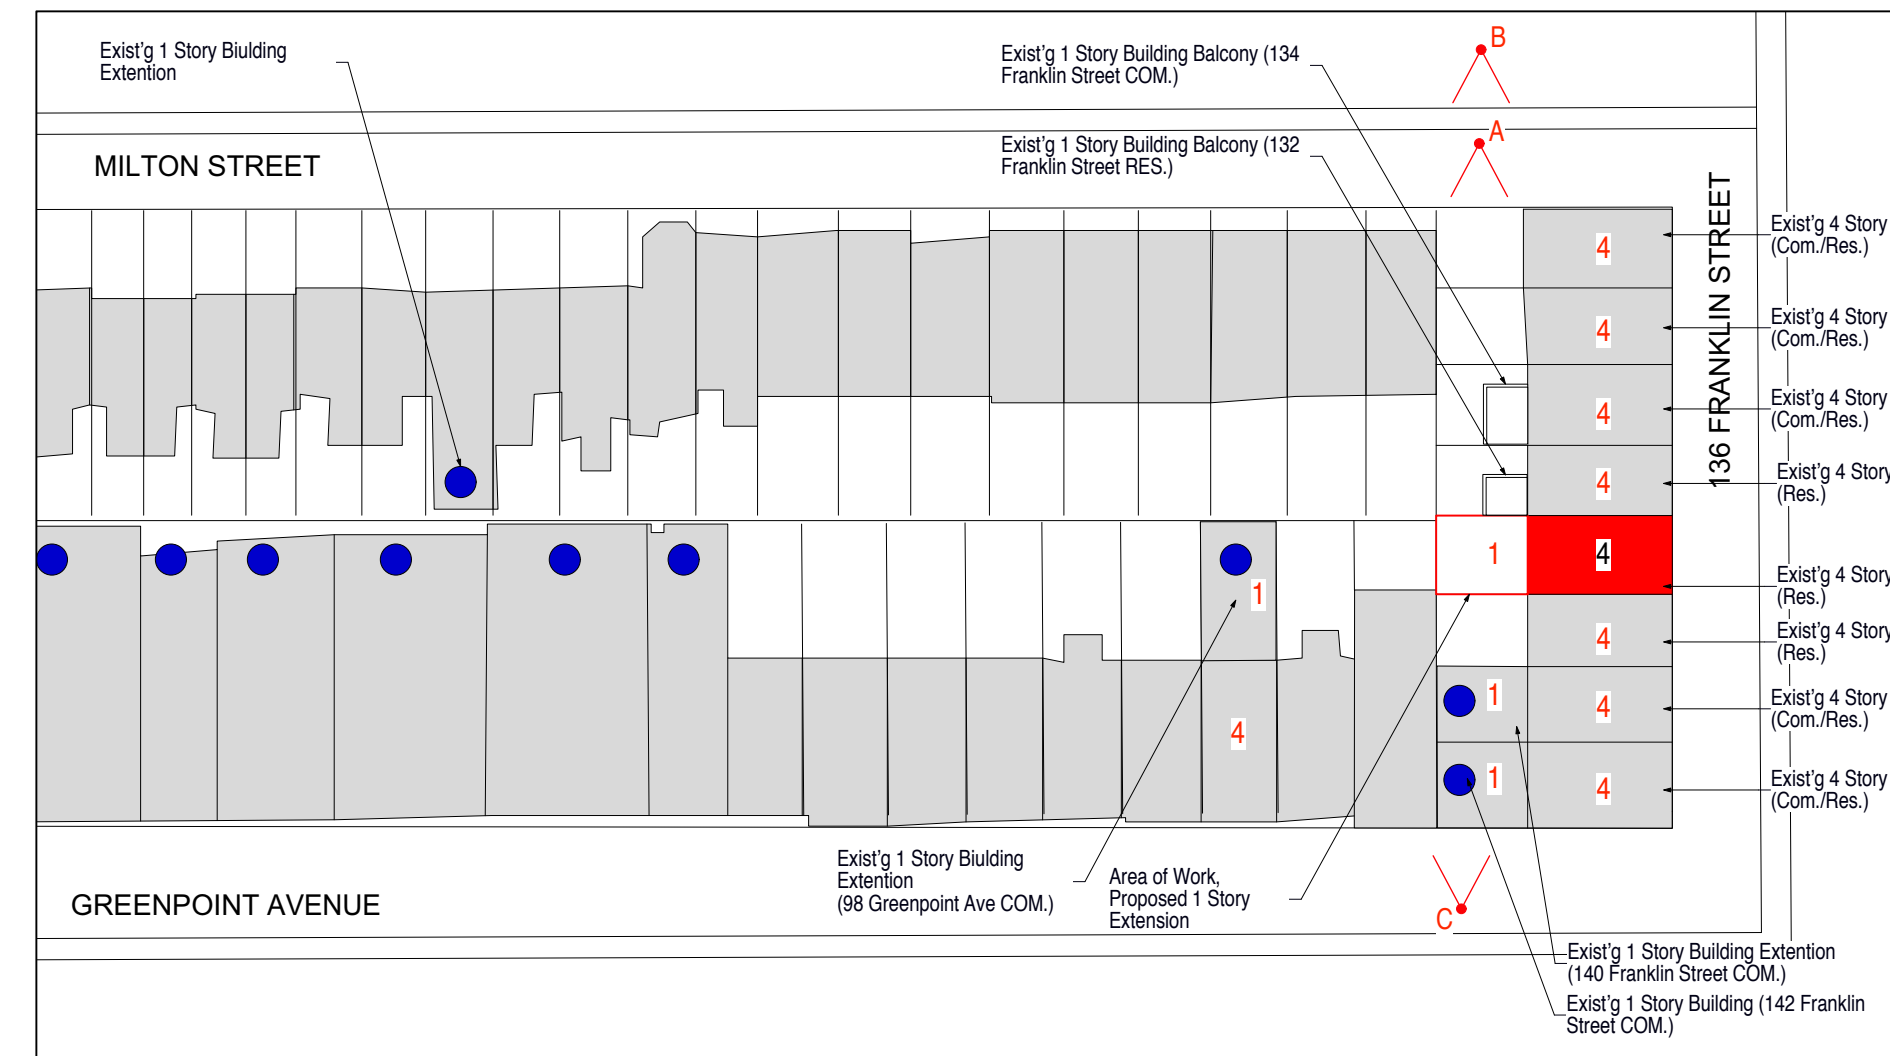 Exist'g 1 Story Biulding
Extention
Exist'g 1 Story Building Balcony (134
Franklin Street COM.)
B
A
Exist'g 1 Story Building Balcony (132
Franklin Street RES.)
MILTON STREET
136 FRANKLIN STREET
4
Exist'g 4 Story
(Com./Res.)
4
Exist'g 4 Story
(Com./Res.)
4
Exist'g 4 Story
(Com./Res.)
4
Exist'g 4 Story
(Res.)
1
4
Exist'g 4 Story
(Res.)
1
4
Exist'g 4 Story
(Res.)
1
4
Exist'g 4 Story
(Com./Res.)
4
1
4
Exist'g 4 Story
(Com./Res.)
Exist'g 1 Story Biulding
Extention
(98 Greenpoint Ave COM.)
Area of Work,
Proposed 1 Story
Extension
GREENPOINT AVENUE
C
Exist'g 1 Story Building Extention
(140 Franklin Street COM.)
Exist'g 1 Story Building (142 Franklin
Street COM.)